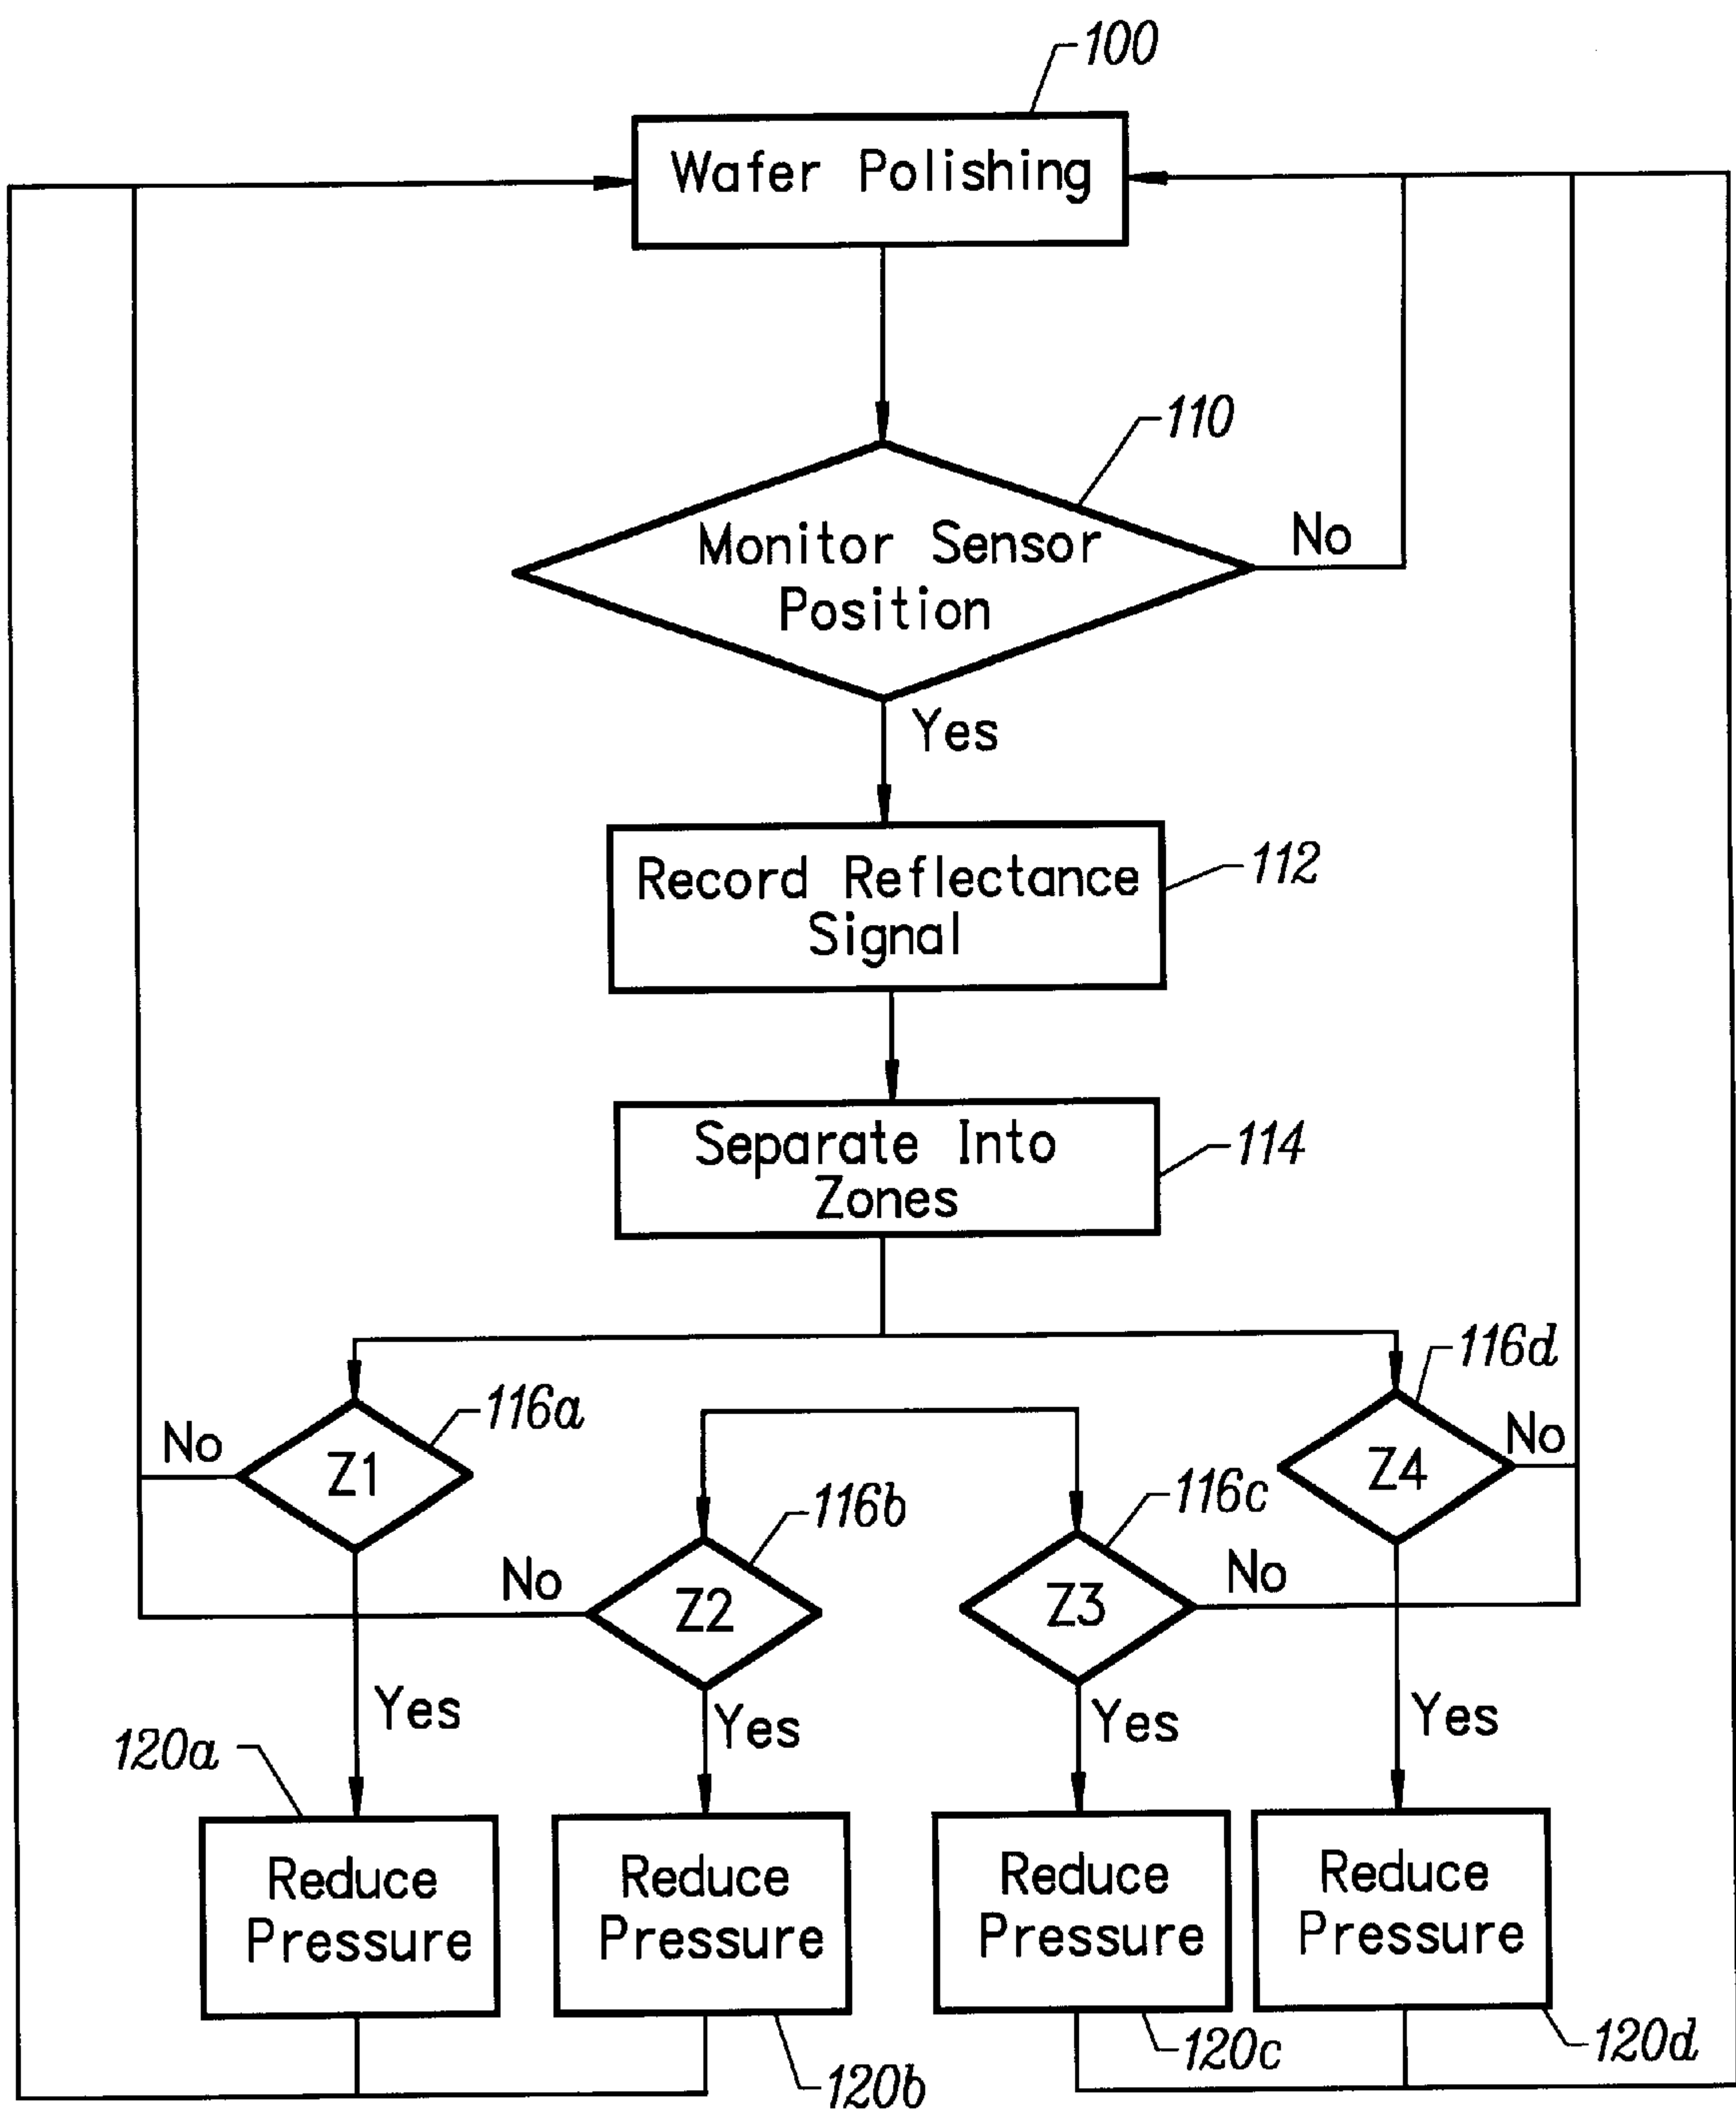 100
Wafer Polishing
110
Monitor Sensor
Position
No
Yes
Record Reflectance
Signal
112
Separate Into
Zones
114
116a
No
Z1
116b
No
Z2
116c
Z3
No
116d
Z4
No
Yes
Yes
Yes
Yes
120a
Reduce
Pressure
Reduce
Pressure
Reduce
Pressure
Reduce
Pressure
120b
120c
120d